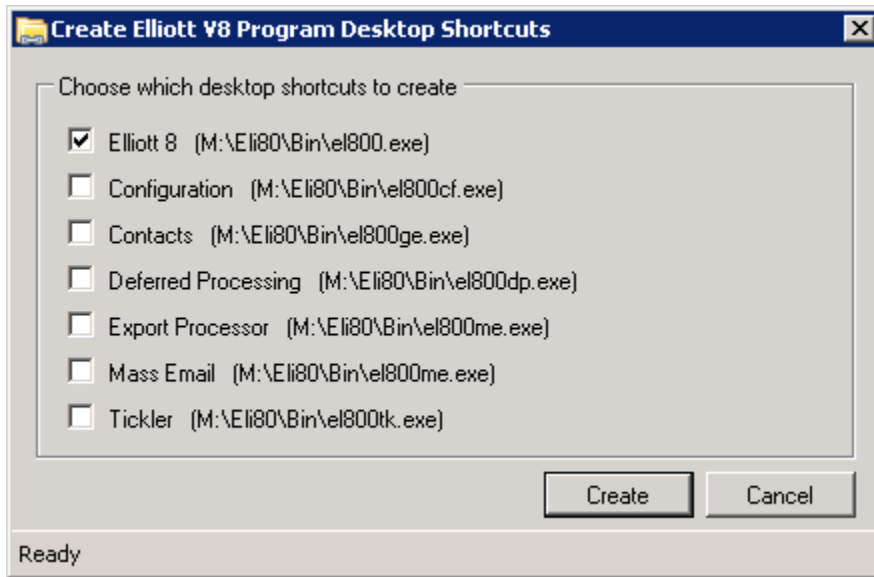 Create Elliott V8 Program Desktop Shortcuts
Choose which desktop shortcuts to create
Elliott 8 (M:\Eli80\Bin\el800.exe)
Configuration (M:\Eli80\Bin\el800cf.exe)
Contacts (M:\Eli80\Bin\el800ge.exe)
Deferred Processing (M:\Eli80\Bin\el800dp.exe)
Export Processor (M:\Eli80\Bin\el800me.exe)
Mass Email (M:\Eli80\Bin\el800me.exe)
Tickler (M:\Eli80\Bin\el800tk.exe)
Create Cancel
Ready